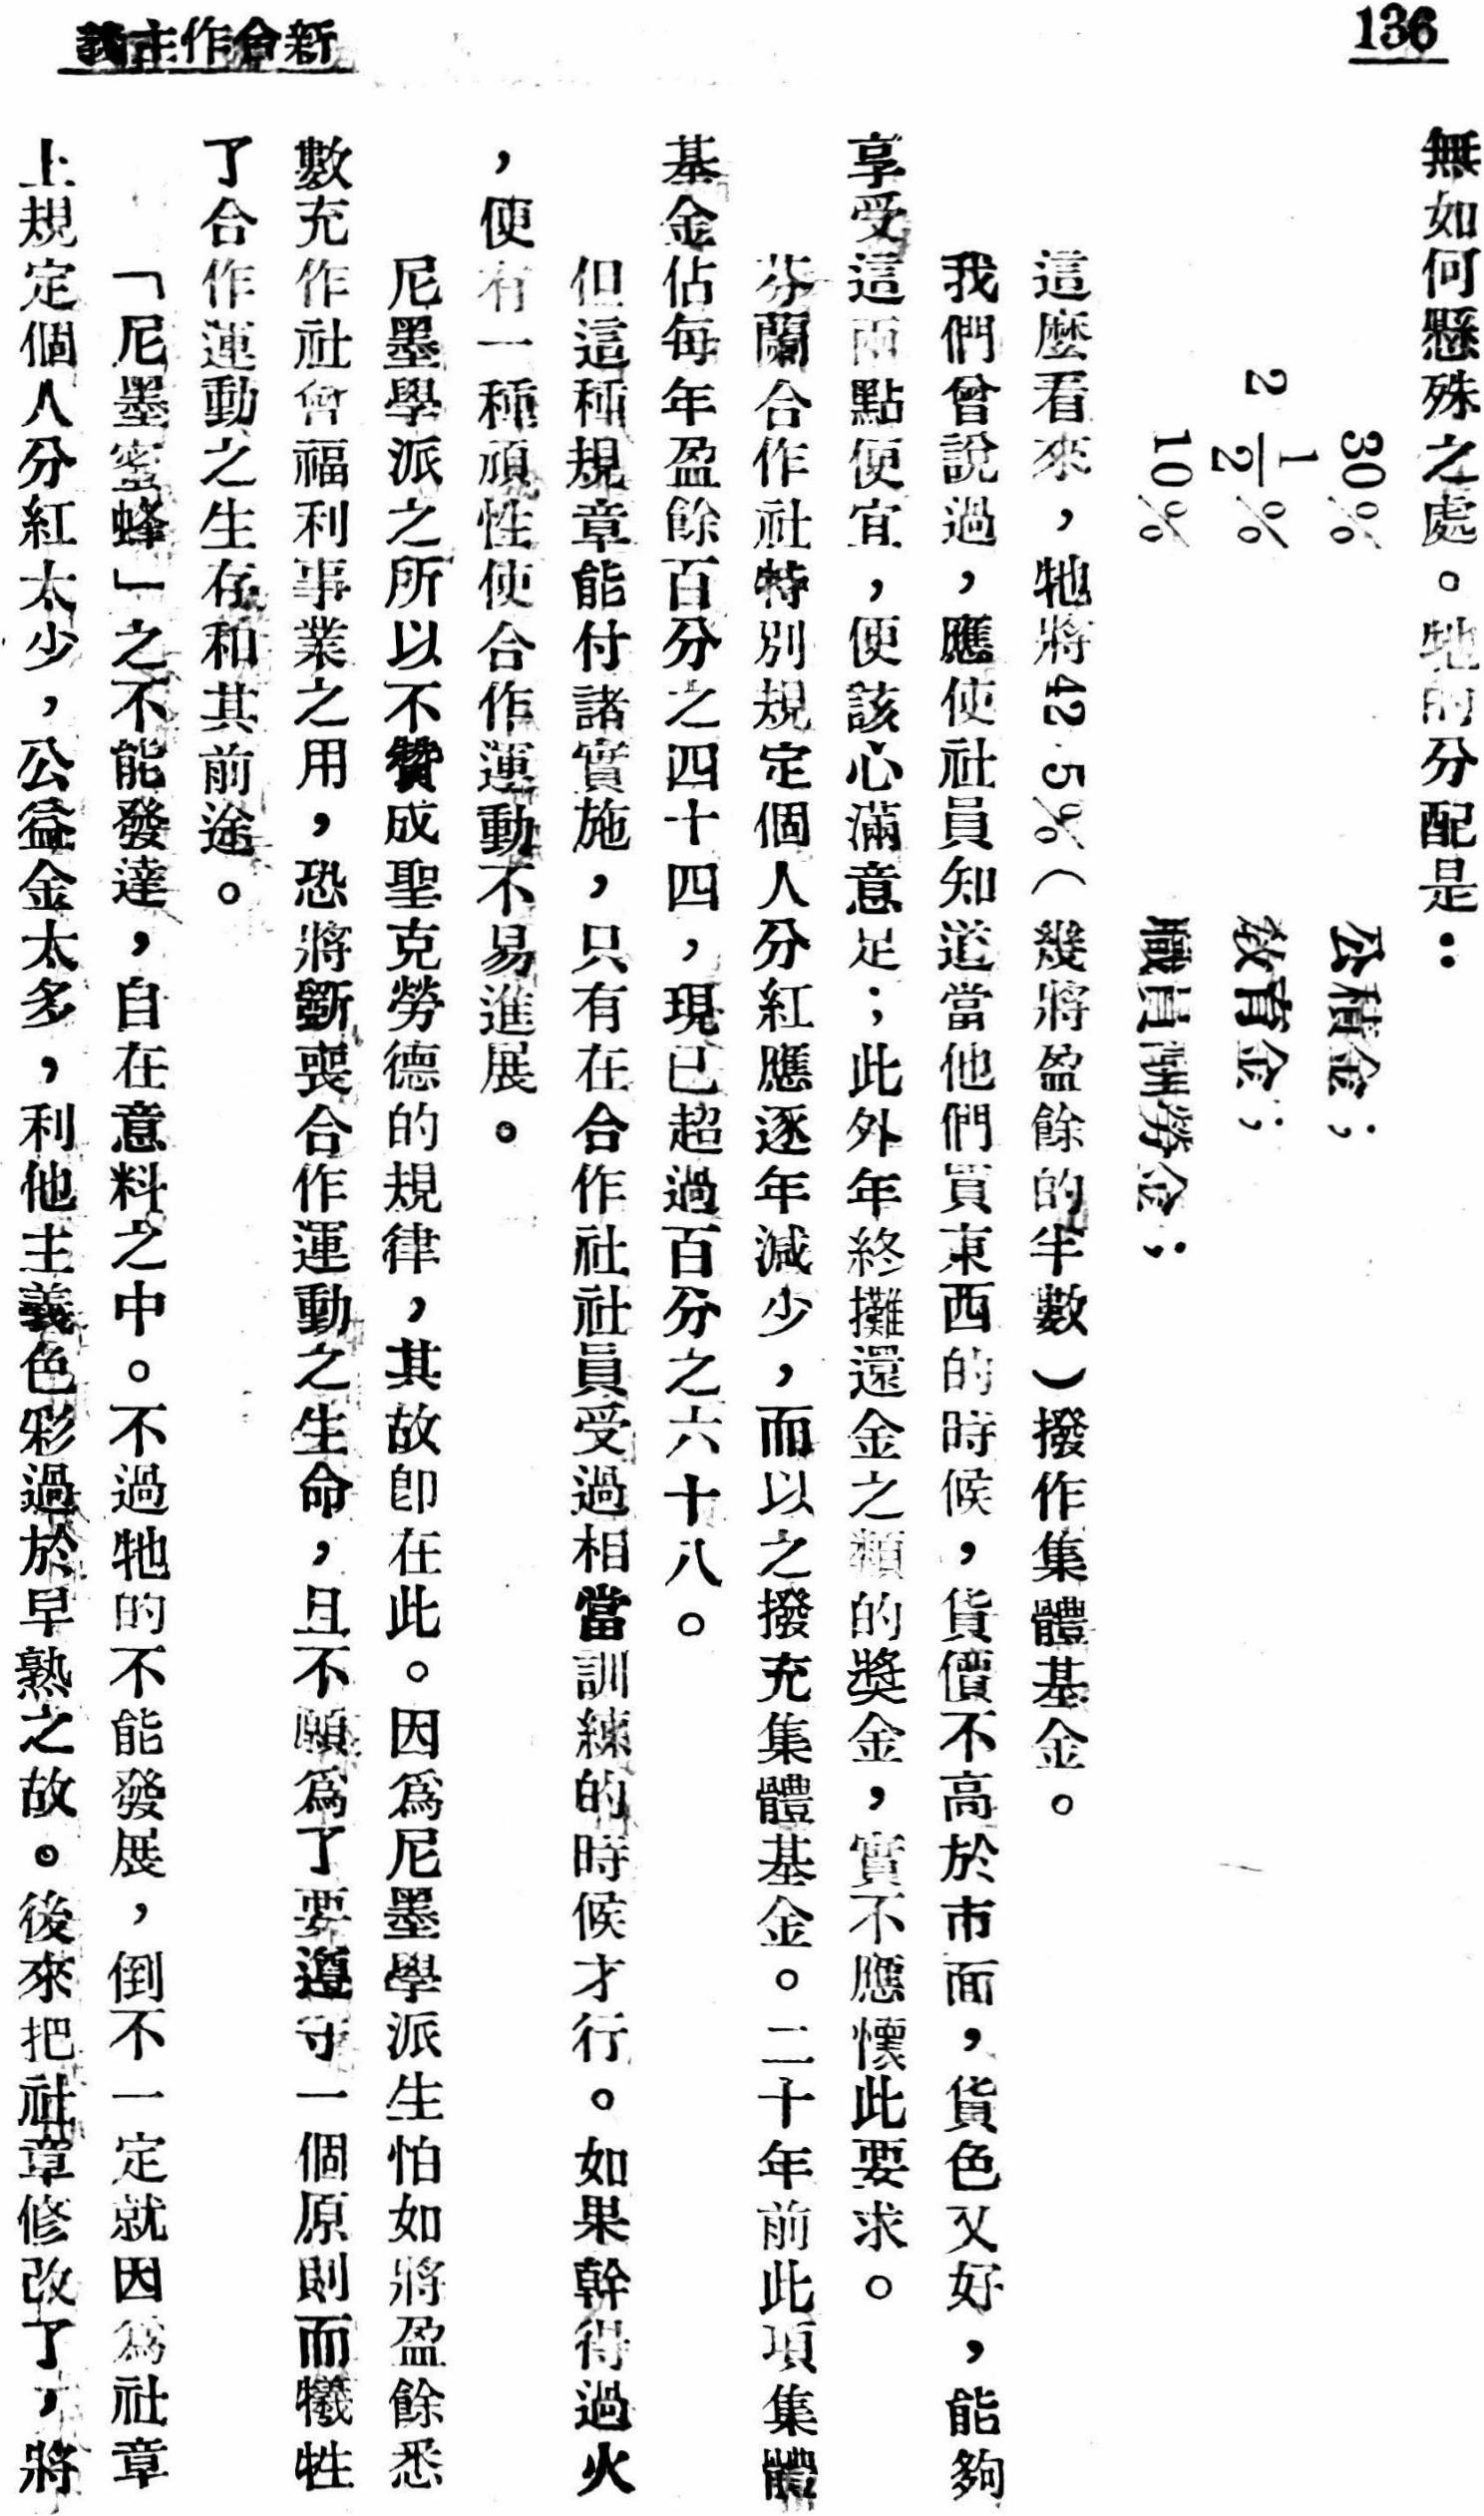 136
新合作主義
無如何懸殊之處。牠的分配是：
30% 公積金；
2 1/2% 教育金；
10% 職員酬勞金；
這麼看來，牠將42.5%（幾將盈餘的半數）撥作集體基金。
我們曾說過，應使社員知道當他們買東西的時候，貨價不高於市面，貨色又好，能夠
享受這兩點便宜，便該心滿意足；此外年終攤還金之類的獎金，實不應懷此要求。
芬蘭合作社特別規定個人分紅應逐年減少，而以之撥充集體基金。二十年前此項集體
基金佔每年盈餘百分之四十四，現已超過百分之六十八。
但這種規章能付諸實施，只有在合作社社員受過相當訓練的時候才行。如果幹得過火
，便有一種頑性使合作運動不易進展。
尼墨學派之所以不贊成聖克勞德的規律，其故卽在此。因爲尼墨學派生怕如將盈餘悉
數充作社會福利事業之用，恐將斵喪合作運動之生命，且不願爲了要遵守一個原則而犧牲
了合作運動之生存和其前途。
「尼墨蜜蜂」之不能發達，自在意料之中。不過牠的不能發展，倒不一定就因爲社章
上規定個人分紅太少，公益金太多，利他主義色彩過於早熟之故。後來把社章修改了，將